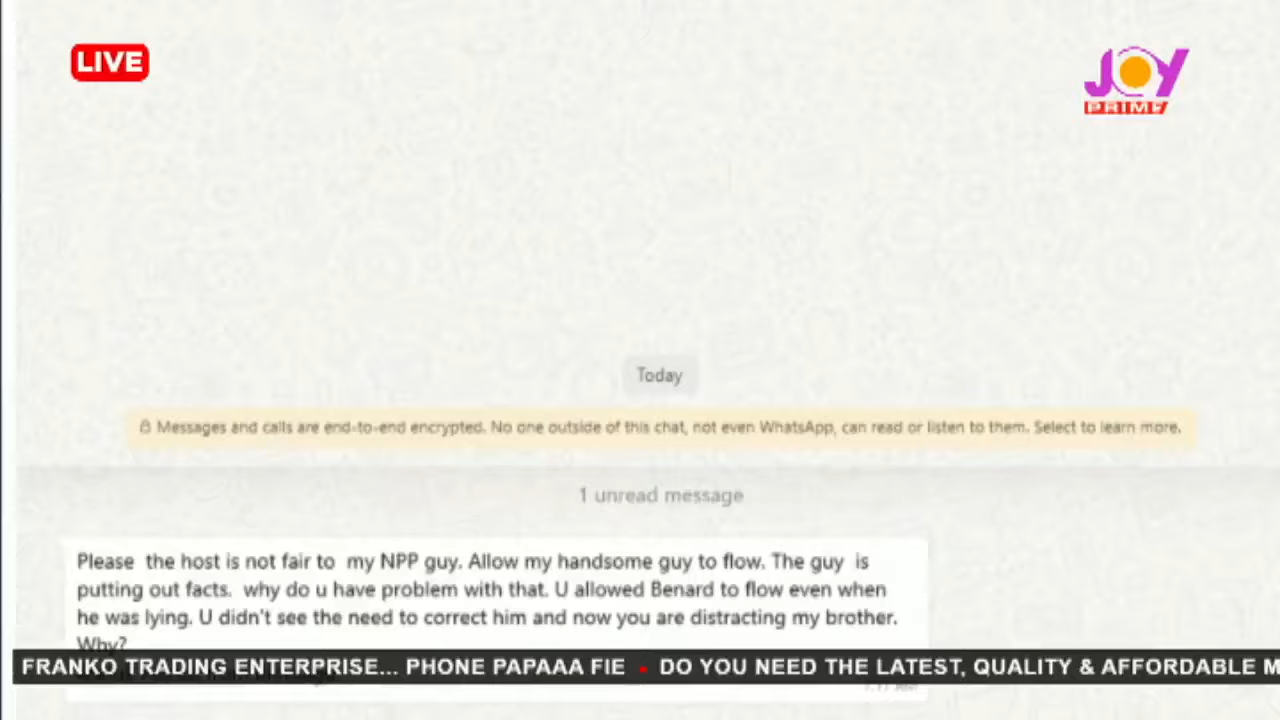 LIVE
JOY
PRIME
Today
Messages and calls are end-to-end encrypted. No one outside of this chat, not even WhatsApp, can read or listen to them. Select to learn more.
1 unread message
Please the host is not fair to my NPP guy. Allow my handsome guy to flow. The guy is
putting out facts. why do u have problem with that. U allowed Benard to flow even when
he was lying. U didn't see the need to correct him and now you are distracting my brother.
Why?
FRANKO TRADING ENTERPRISE... PHONE PAPAAA FIE • DO YOU NEED THE LATEST, QUALITY & AFFORDABLE M